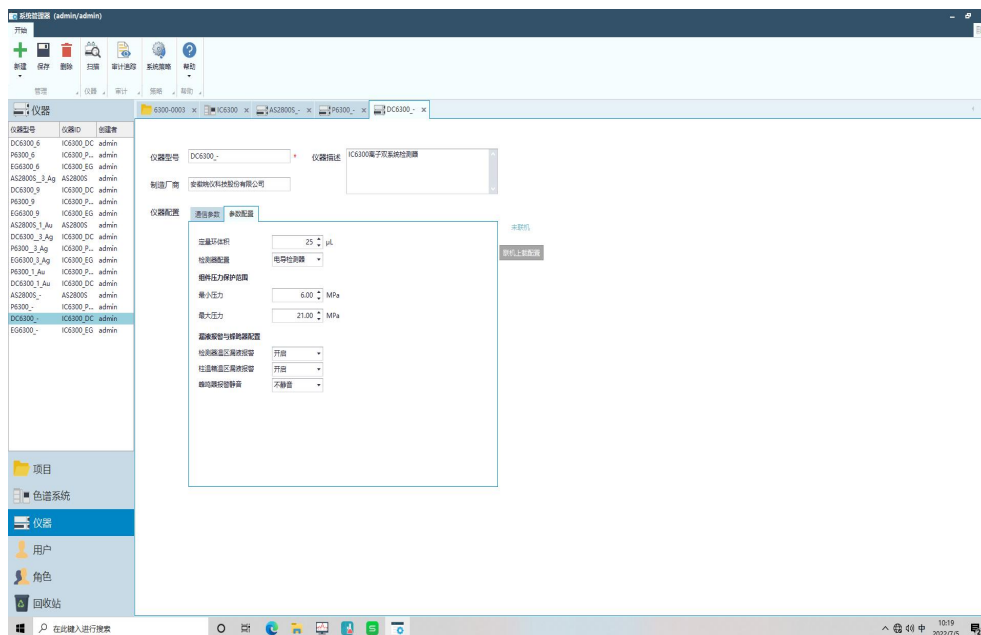 系统管理器 (admin/admin)
开始
新建 保存 删除 扫描 审计追踪 系统策略 帮助
管理 仪器 审计 策略 帮助
仪器
6300-0003 IC6300 AS2800S_- P6300_- DC6300_-
仪器型号 仪器ID 创建者
DC6300_6 IC6300_DC admin
P6300_6 IC6300_P... admin
EG6300_6 IC6300_EG admin
AS2800S__3_Ag AS2800S admin
DC6300_9 IC6300_DC admin
P6300_9 IC6300_P... admin
EG6300_9 IC6300_EG admin
AS2800S_1_Au AS2800S admin
DC6300__3_Ag IC6300_DC admin
P6300__3_Ag IC6300_P... admin
EG6300_3_Ag IC6300_EG admin
P6300_1_Au IC6300_P... admin
DC6300_1_Au IC6300_DC admin
AS2800S_- AS2800S admin
P6300_- IC6300_P... admin
DC6300_- IC6300_DC admin
EG6300_- IC6300_EG admin
仪器型号 DC6300_- * 仪器描述 IC6300离子双系统检测器
制造厂商 安徽皖仪科技股份有限公司
仪器配置 通信参数 参数配置
未联机
联机上载配置
定量环体积 25 μL
检测器配置 电导检测器
组件压力保护范围
最小压力 6.00 MPa
最大压力 21.00 MPa
漏液报警与蜂鸣器配置
检测器温区漏液报警 开启
柱温箱温区漏液报警 开启
蜂鸣器报警静音 不静音
项目
色谱系统
仪器
用户
角色
回收站
在此键入进行搜索
中 10:19
2022/7/5